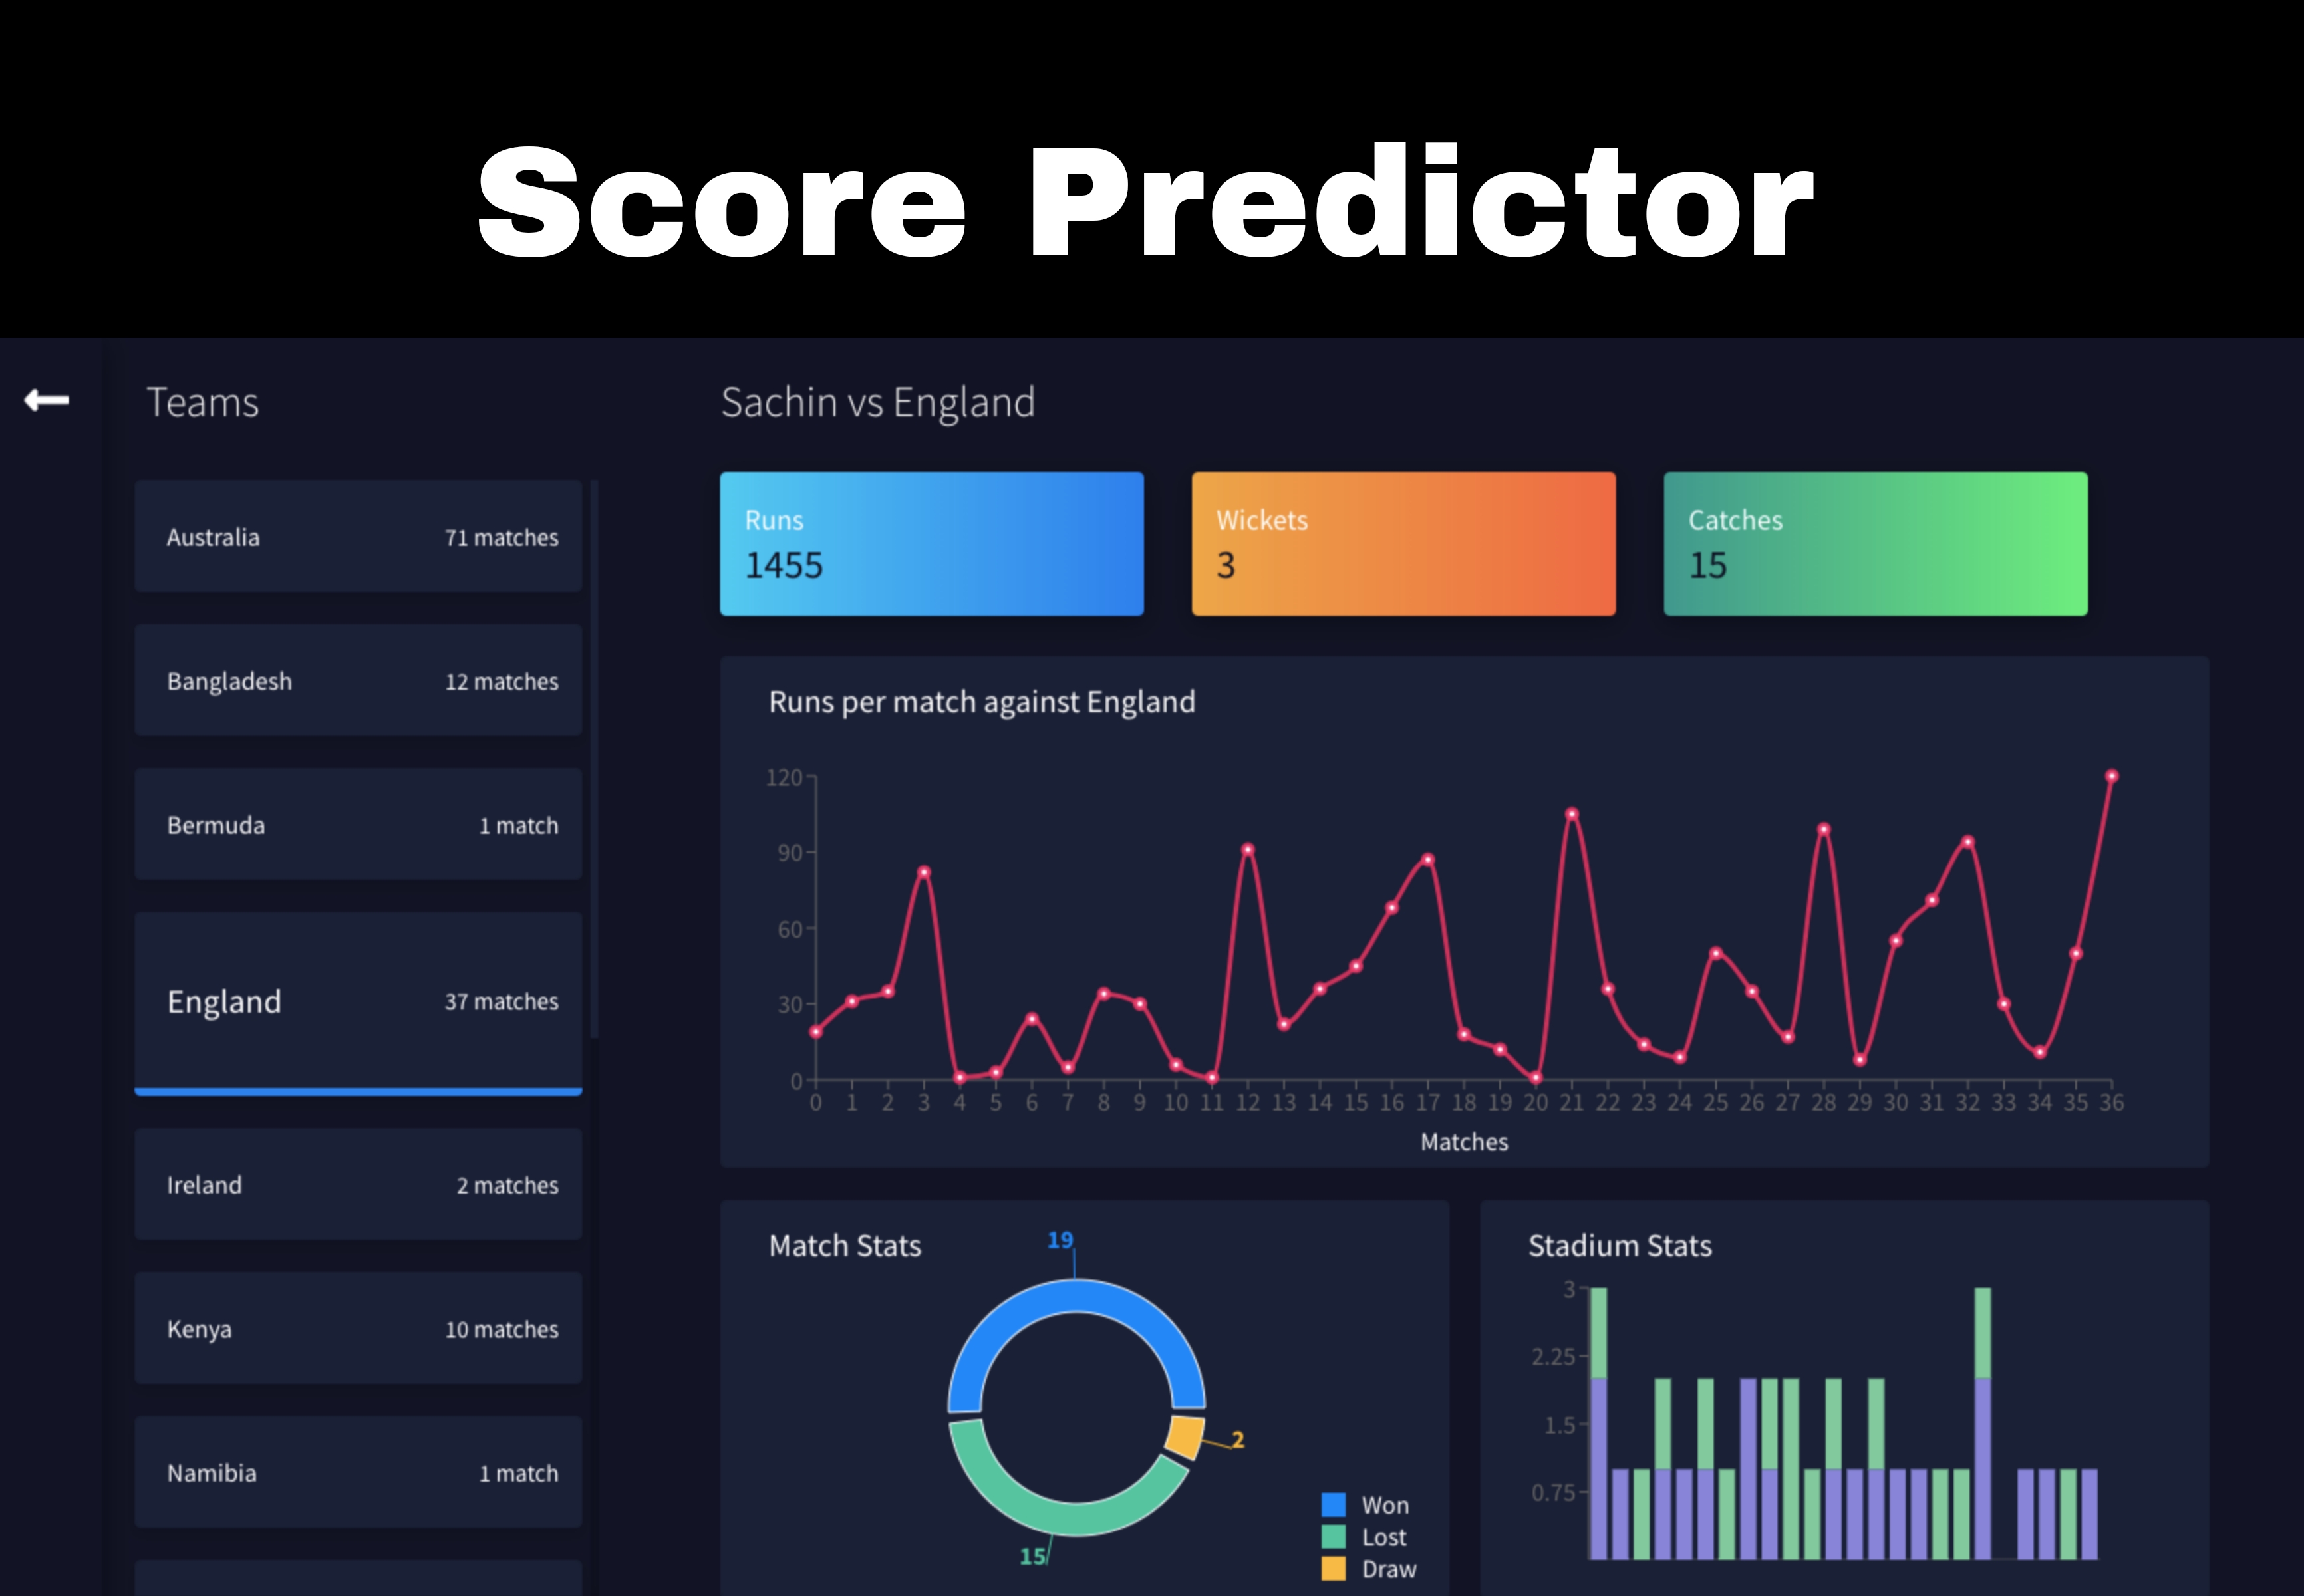 Score Predictor
Teams
Australia 71 matches
Bangladesh 12 matches
Bermuda 1 match
England 37 matches
Ireland 2 matches
Kenya 10 matches
Namibia 1 match
Sachin vs England
Runs
1455
Wickets
3
Catches
15
Runs per match against England
120
90
60
30
0
0 1 2 3 4 5 6 7 8 9 10 11 12 13 14 15 16 17 18 19 20 21 22 23 24 25 26 27 28 29 30 31 32 33 34 35 36
Matches
Match Stats
19
2
15
Won
Lost
Draw
Stadium Stats
3
2.25
1.5
0.75